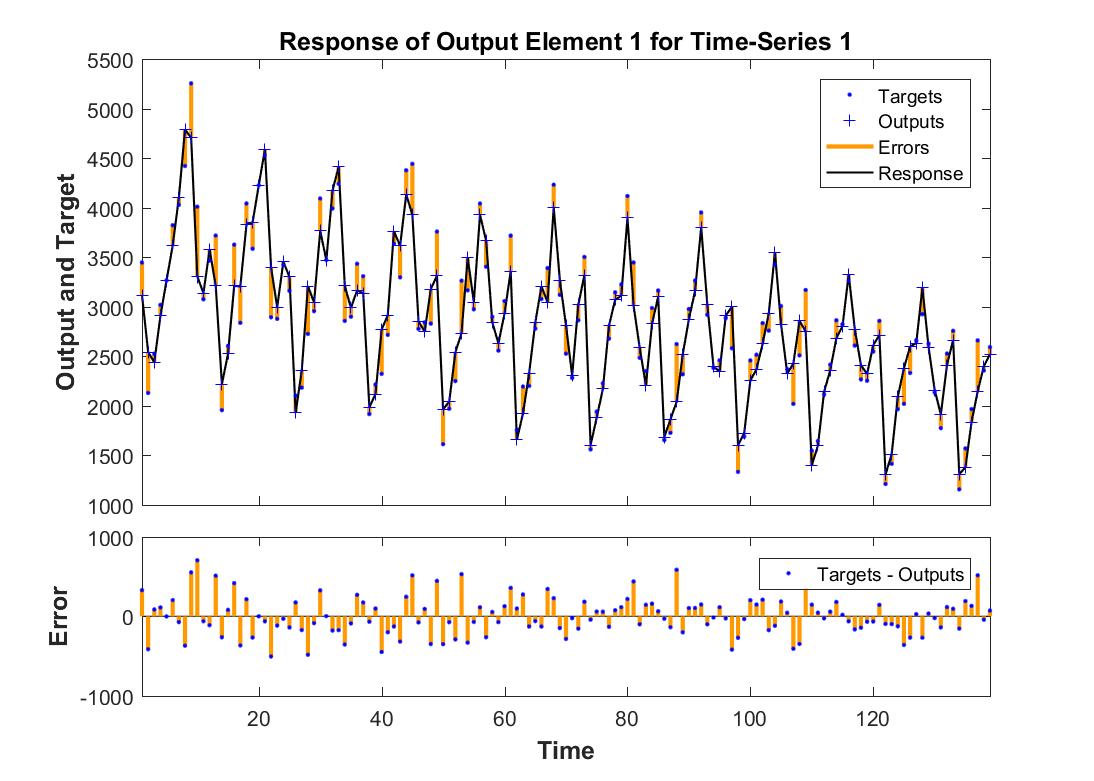 Response of Output Element 1 for Time-Series 1
Output and Target
5500
5000
4500
4000
3500
3000
2500
2000
1500
1000
Targets
Outputs
Errors
Response
Error
1000
0
-1000
Targets - Outputs
20 40 60 80 100 120
Time